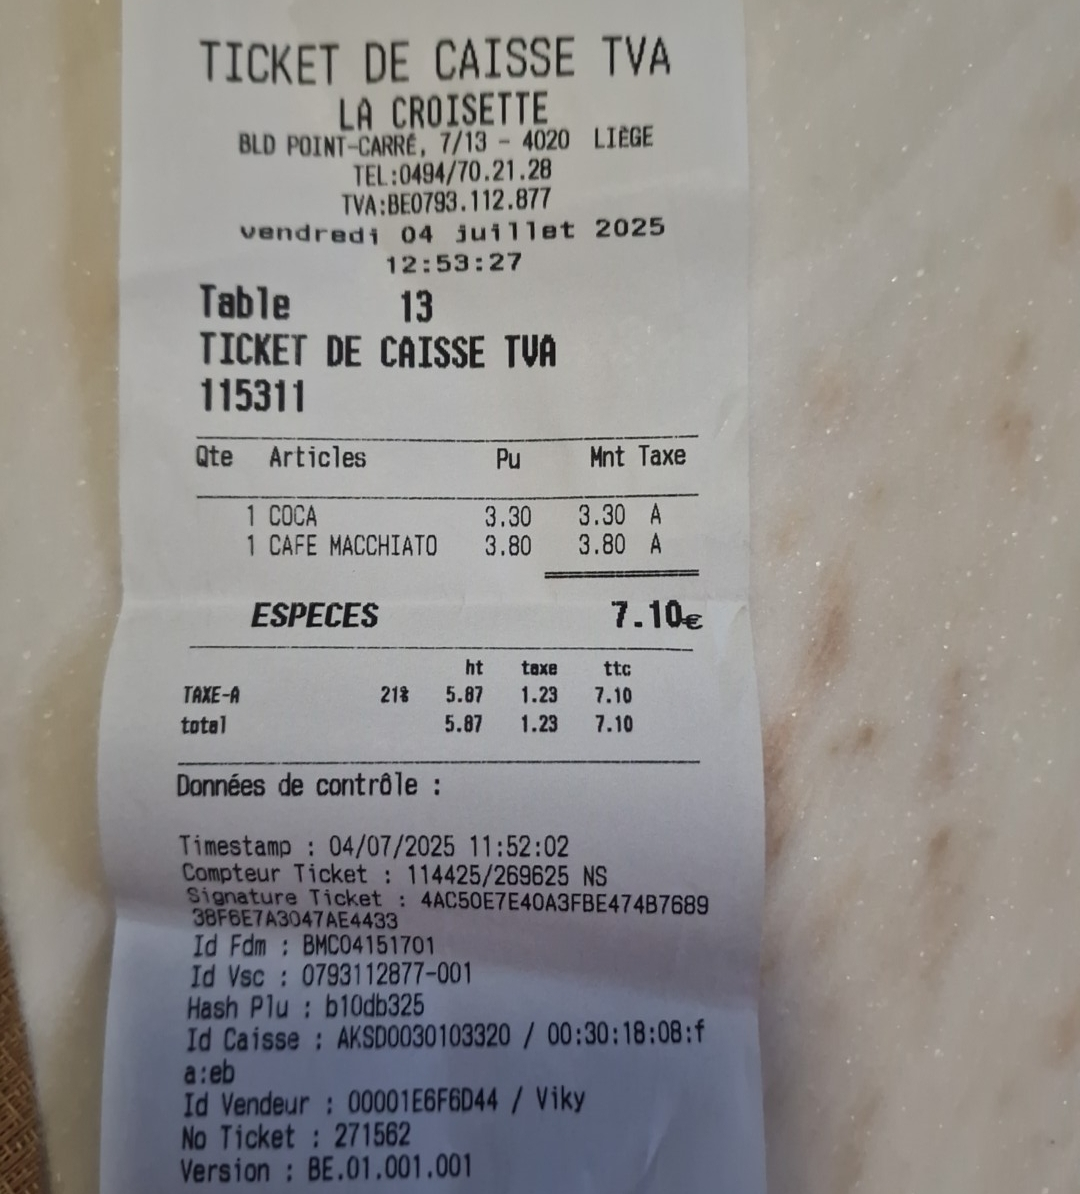 TICKET DE CAISSE TVA
LA CROISETTE
BLD POINT-CARRÉ, 7/13 - 4020 LIÈGE
TEL:0494/70.21.28
TVA:BE0793.112.877
vendredi 04 juillet 2025
12:53:27
Table 13
TICKET DE CAISSE TVA
115311
Qte Articles Pu Mnt Taxe
1 COCA 3.30 3.30 A
1 CAFE MACCHIATO 3.80 3.80 A
ESPECES 7.10€
ht taxe ttc
TAXE-A 21% 5.87 1.23 7.10
total 5.87 1.23 7.10
Données de contrôle :
Timestamp : 04/07/2025 11:52:02
Compteur Ticket : 114425/269625 NS
Signature Ticket : 4AC50E7E40A3FBE474B7689
38F6E7A3047AE4433
Id Fdm : BMC04151701
Id Vsc : 0793112877-001
Hash Plu : b10db325
Id Caisse : AKSD0030103320 / 00:30:18:08:f
a:eb
Id Vendeur : 00001E6F6D44 / Viky
No Ticket : 271562
Version : BE.01.001.001